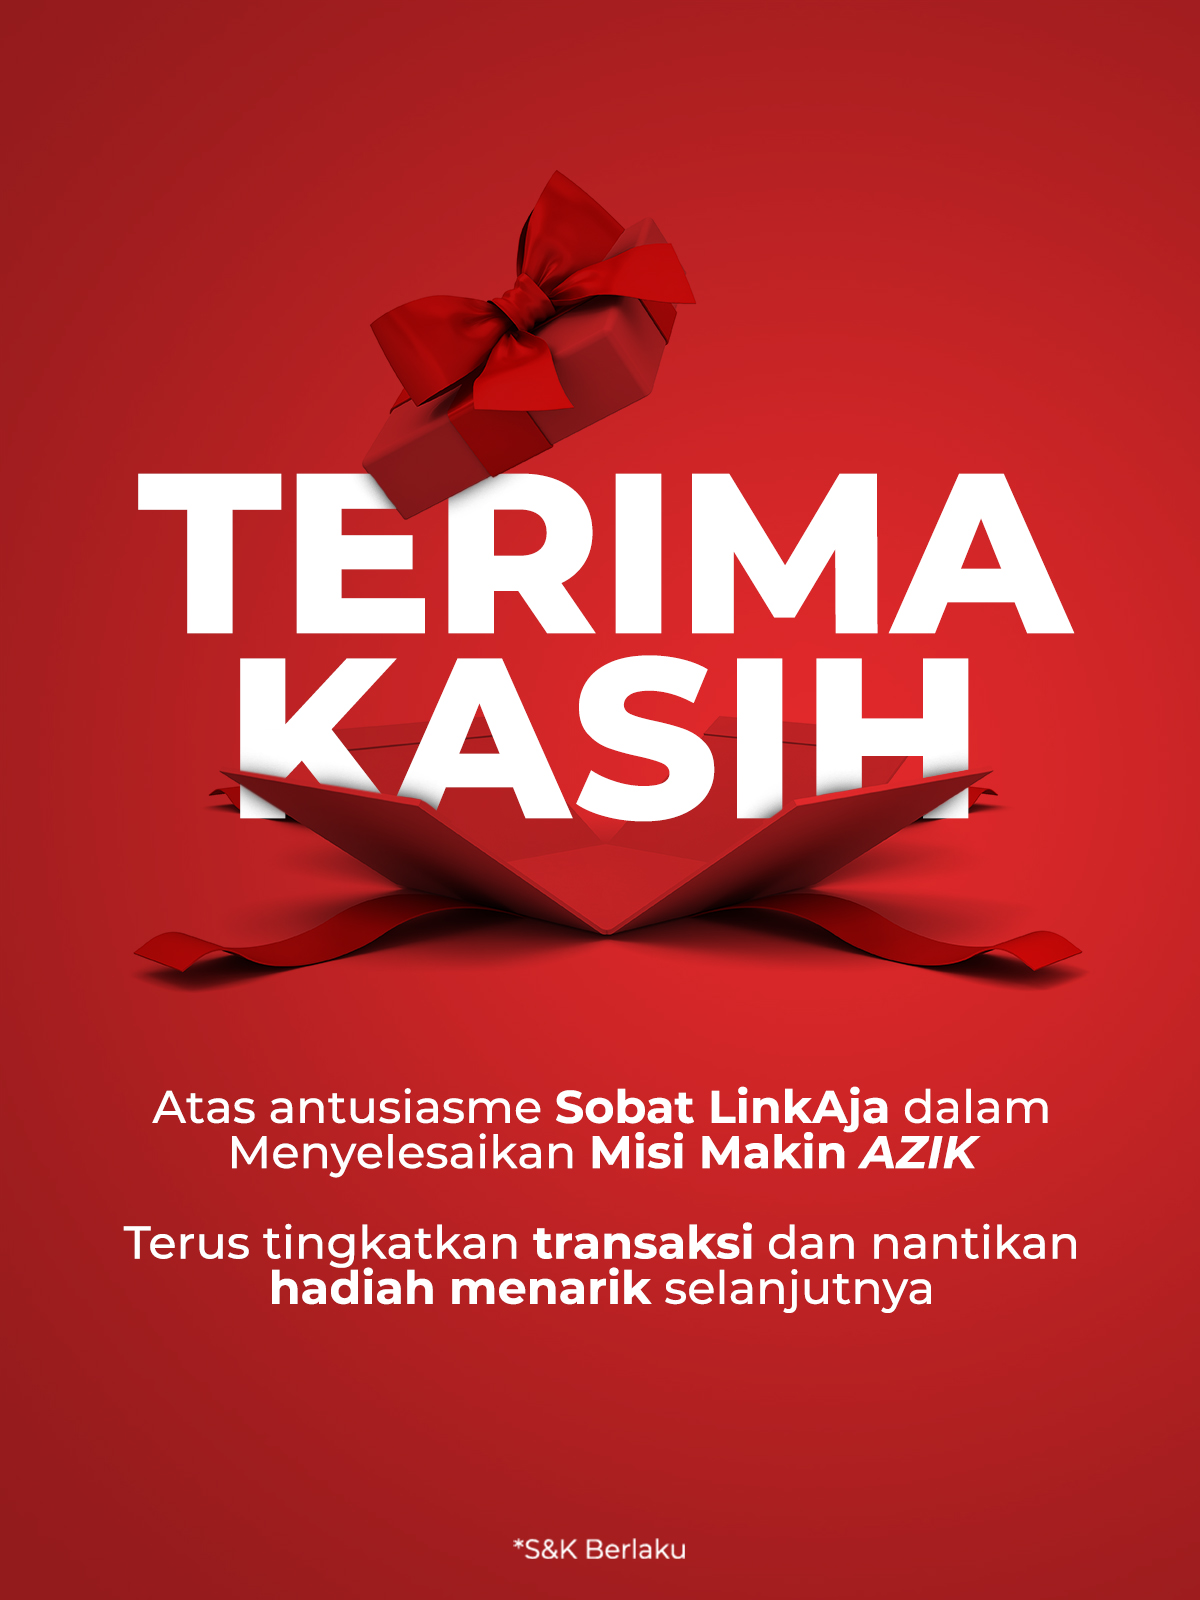 TERIMA
KASIH
Atas antusiasme Sobat LinkAja dalam
Menyelesaikan Misi Makin AZIK
Terus tingkatkan transaksi dan nantikan
hadiah menarik selanjutnya
*S&K Berlaku